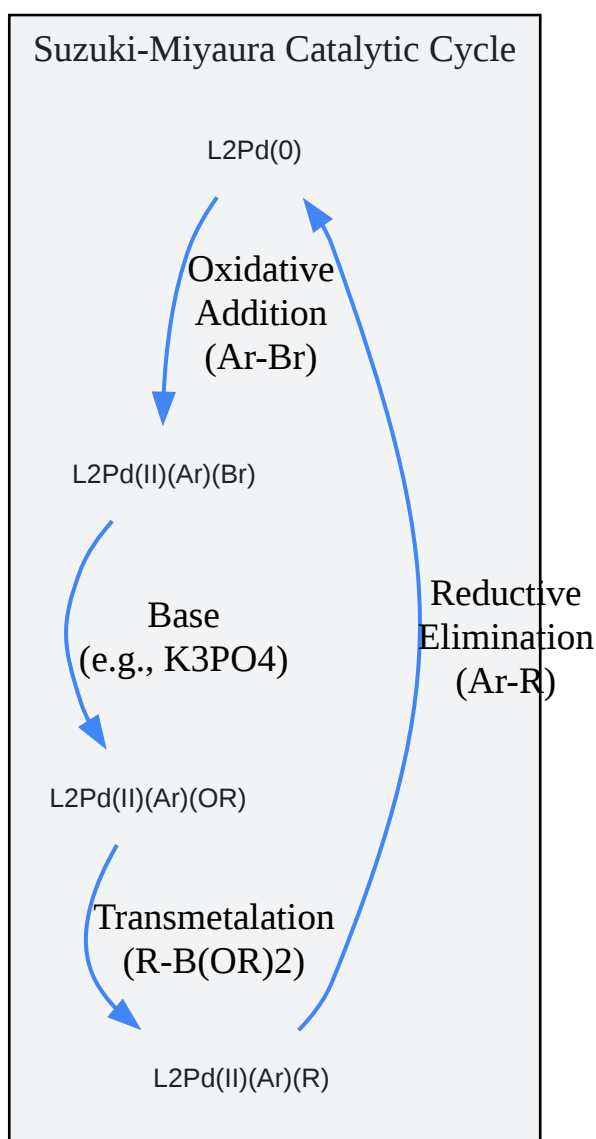 Suzuki-Miyaura Catalytic Cycle
L2Pd(0)
Oxidative
Addition
(Ar-Br)
L2Pd(II)(Ar)(Br)
Base
(e.g., K3PO4)
Reductive
Elimination
(Ar-R)
L2Pd(II)(Ar)(OR)
Transmetalation
(R-B(OR)2)
L2Pd(II)(Ar)(R)